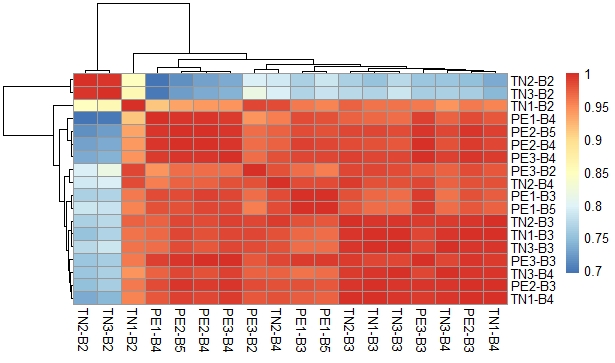 TN2-B2
TN3-B2
TN1-B2
PE1-B4
PE2-B5
PE2-B4
PE3-B4
PE3-B2
TN2-B4
PE1-B3
PE1-B5
TN2-B3
TN1-B3
TN3-B3
PE3-B3
TN3-B4
PE2-B3
TN1-B4
1
0.95
0.9
0.85
0.8
0.75
0.7
TN2-B2
TN3-B2
TN1-B2
PE1-B4
PE2-B5
PE2-B4
PE3-B4
PE3-B2
TN2-B4
PE1-B3
PE1-B5
TN2-B3
TN1-B3
TN3-B3
PE3-B3
TN3-B4
PE2-B3
TN1-B4